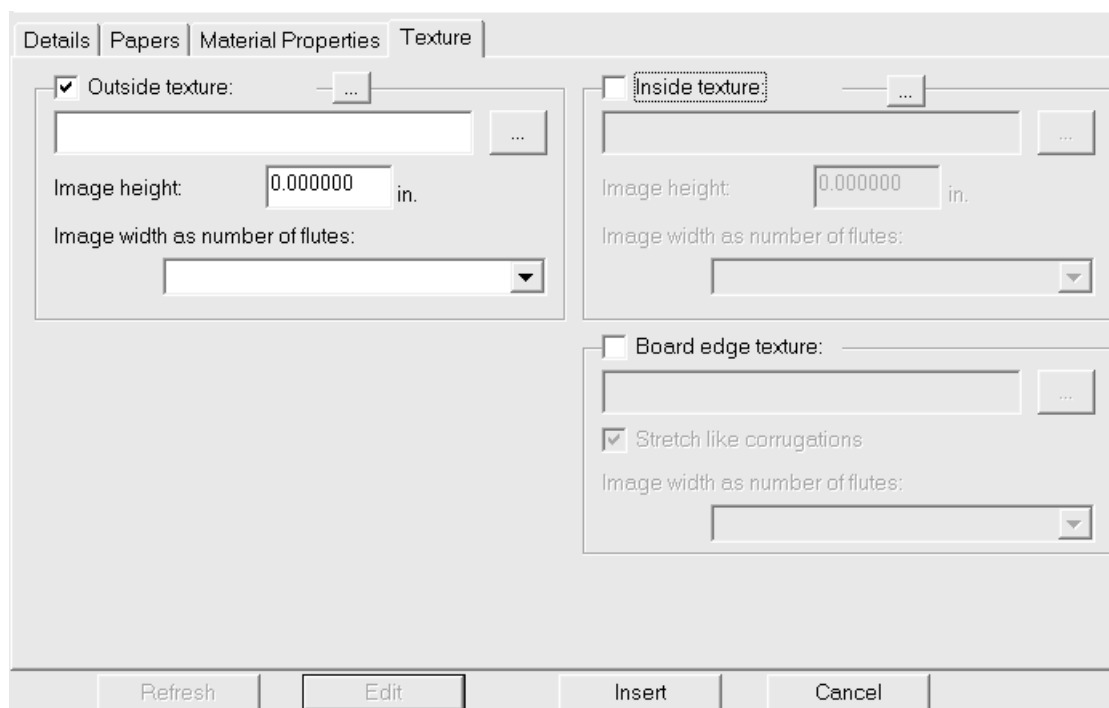 Details Papers Material Properties Texture
Outside texture: ...
...
Image height: 0.000000 in.
Image width as number of flutes:
Inside texture: ...
...
Image height: 0.000000 in.
Image width as number of flutes:
Board edge texture:
...
Stretch like corrugations
Image width as number of flutes:
Refresh Edit Insert Cancel